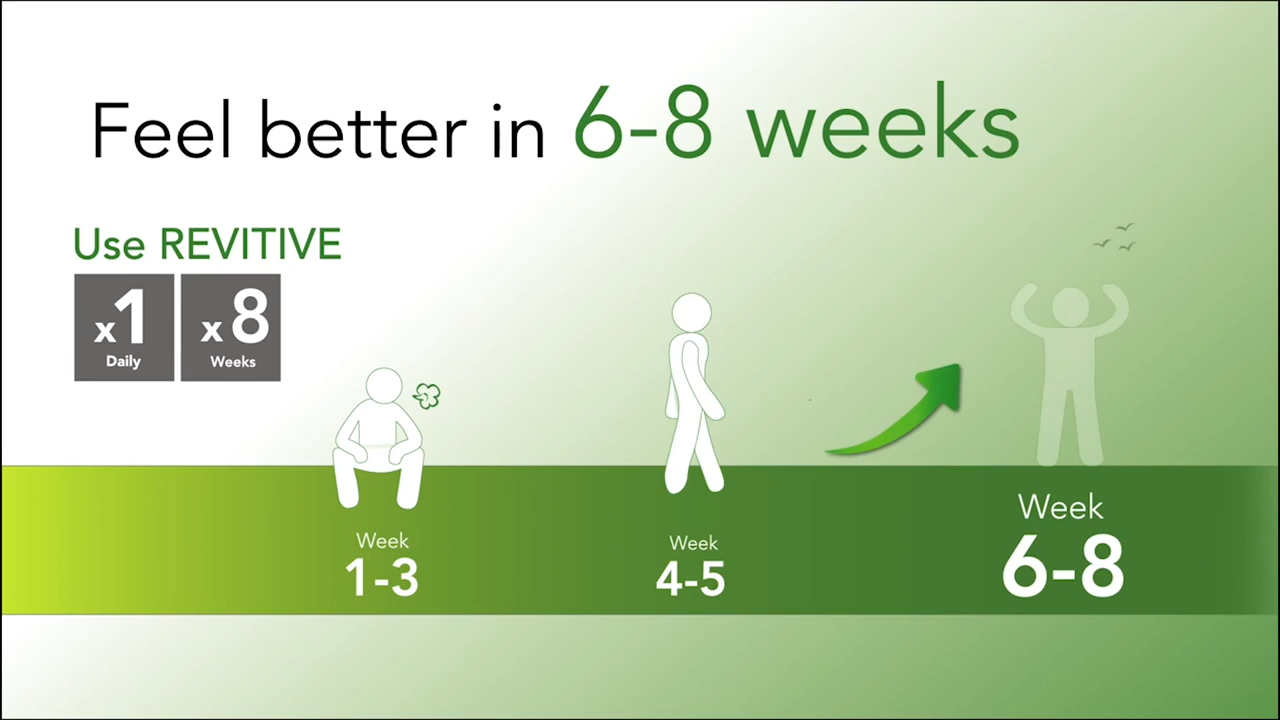 Feel better in 6-8 weeks
Use REVITIVE
x1 x8
Daily Weeks
Week
1-3
Week
4-5
Week
6-8